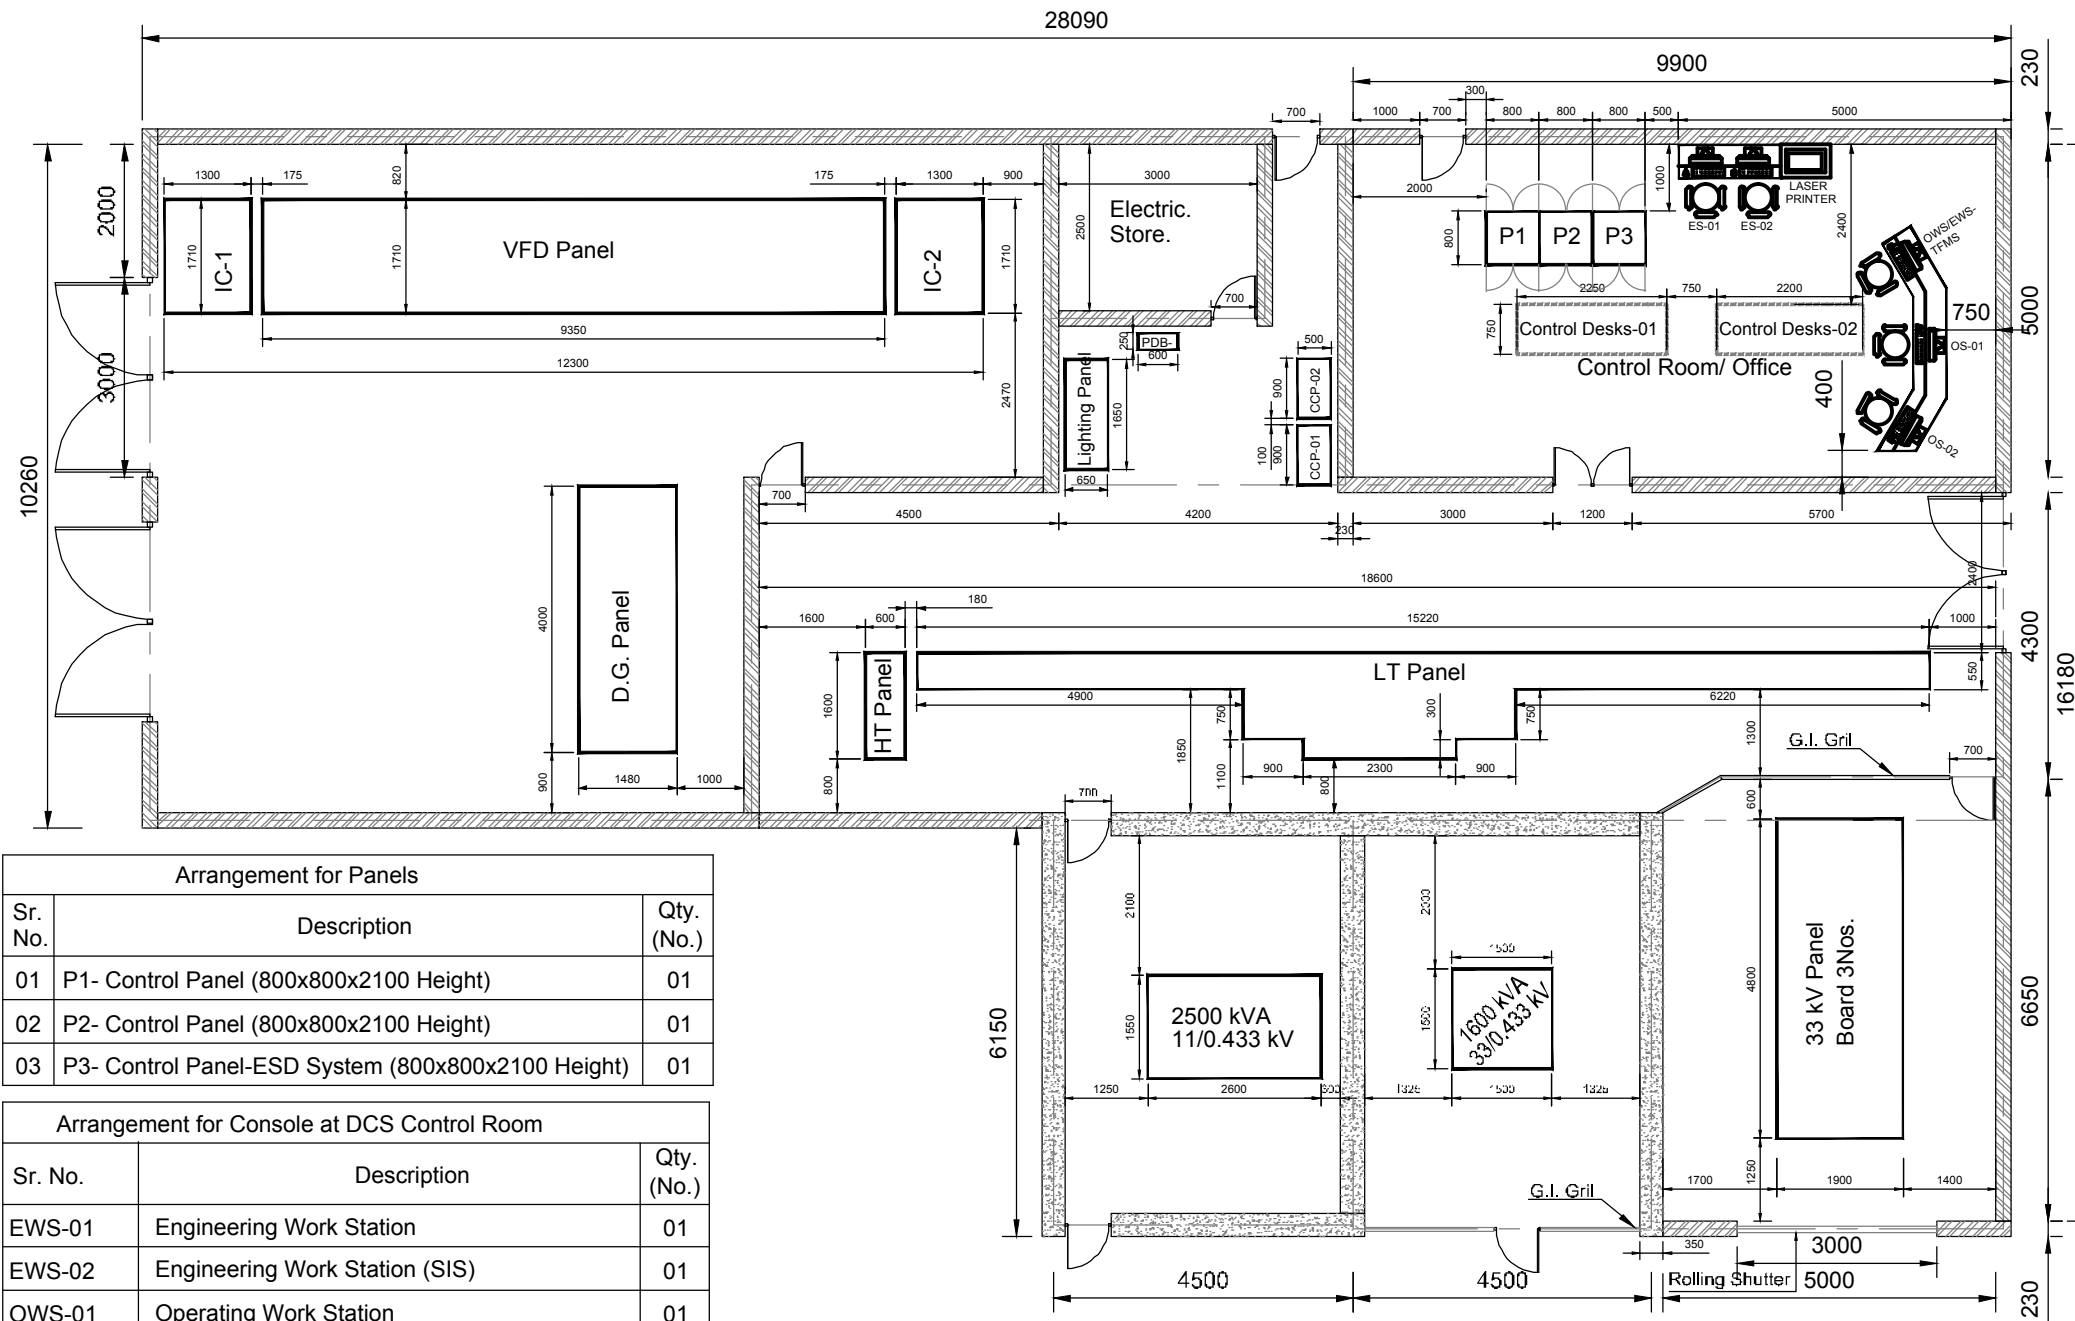 28090
9900
230
300
700
1000
700
800
800
800
500
5000
1300
175
820
175
1300
900
3000
2000
1000
2000
2400
LASER
PRINTER
ES-01
ES-02
OWS/EWS-
TFMS
1710
IC-1
1710
VFD Panel
IC-2
1710
2500
Electric.
Store.
800
P1
P2
P3
700
2250
750
2200
750
5000
750
Control Desks-01
Control Desks-02
OS-01
Control Room/ Office
400
OS-02
9350
12300
3000
2470
250
PDB-
600
500
Lighting Panel
1650
900
CCP-02
100
900
CCP-01
650
10260
700
4500
4200
230
3000
1200
5700
2400
18600
180
1600
600
15220
1000
4300
16180
4000
D.G. Panel
1600
HT Panel
LT Panel
550
4900
6220
750
300
750
1850
1100
1300
G.I. Gril
700
900
2300
900
900
1480
1000
800
800
600
700
Arrangement for Panels
Sr.
No.
Description
Qty.
(No.)
01 P1- Control Panel (800x800x2100 Height) 01
02 P2- Control Panel (800x800x2100 Height) 01
03 P3- Control Panel-ESD System (800x800x2100 Height) 01
Arrangement for Console at DCS Control Room
Sr. No.
Description
Qty.
(No.)
EWS-01 Engineering Work Station 01
EWS-02 Engineering Work Station (SIS) 01
OWS-01 Operating Work Station 01
6150
2100
1550
2500 kVA
11/0.433 kV
1250
2600
1500
1500
1600 kVA
33/0.433 kV
1325
1500
1325
4800
33 kV Panel
Board 3Nos.
6650
1250
1700
1900
1400
G.I. Gril
350
3000
Rolling Shutter
5000
4500
4500
230